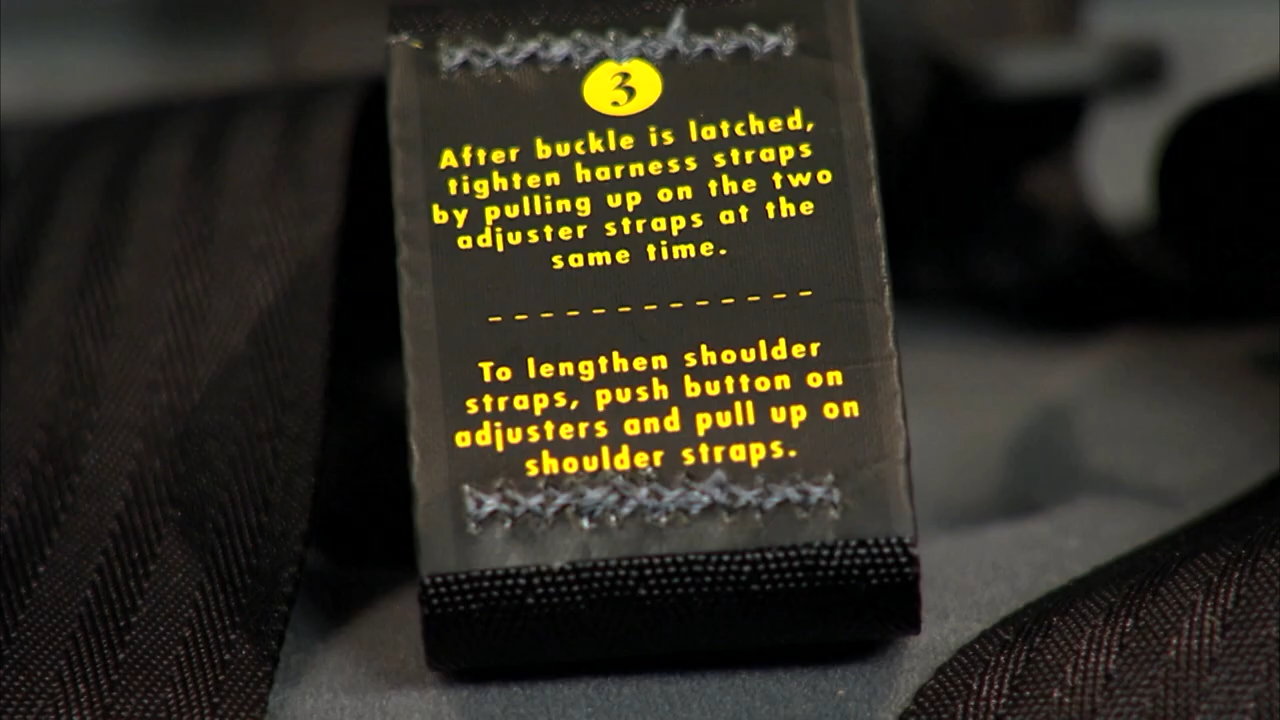 3
After buckle is latched,
tighten harness straps
by pulling up on the two
adjuster straps at the
same time.
- - - - - - - - - - - - -
To lengthen shoulder
straps, push button on
adjusters and pull up on
shoulder straps.